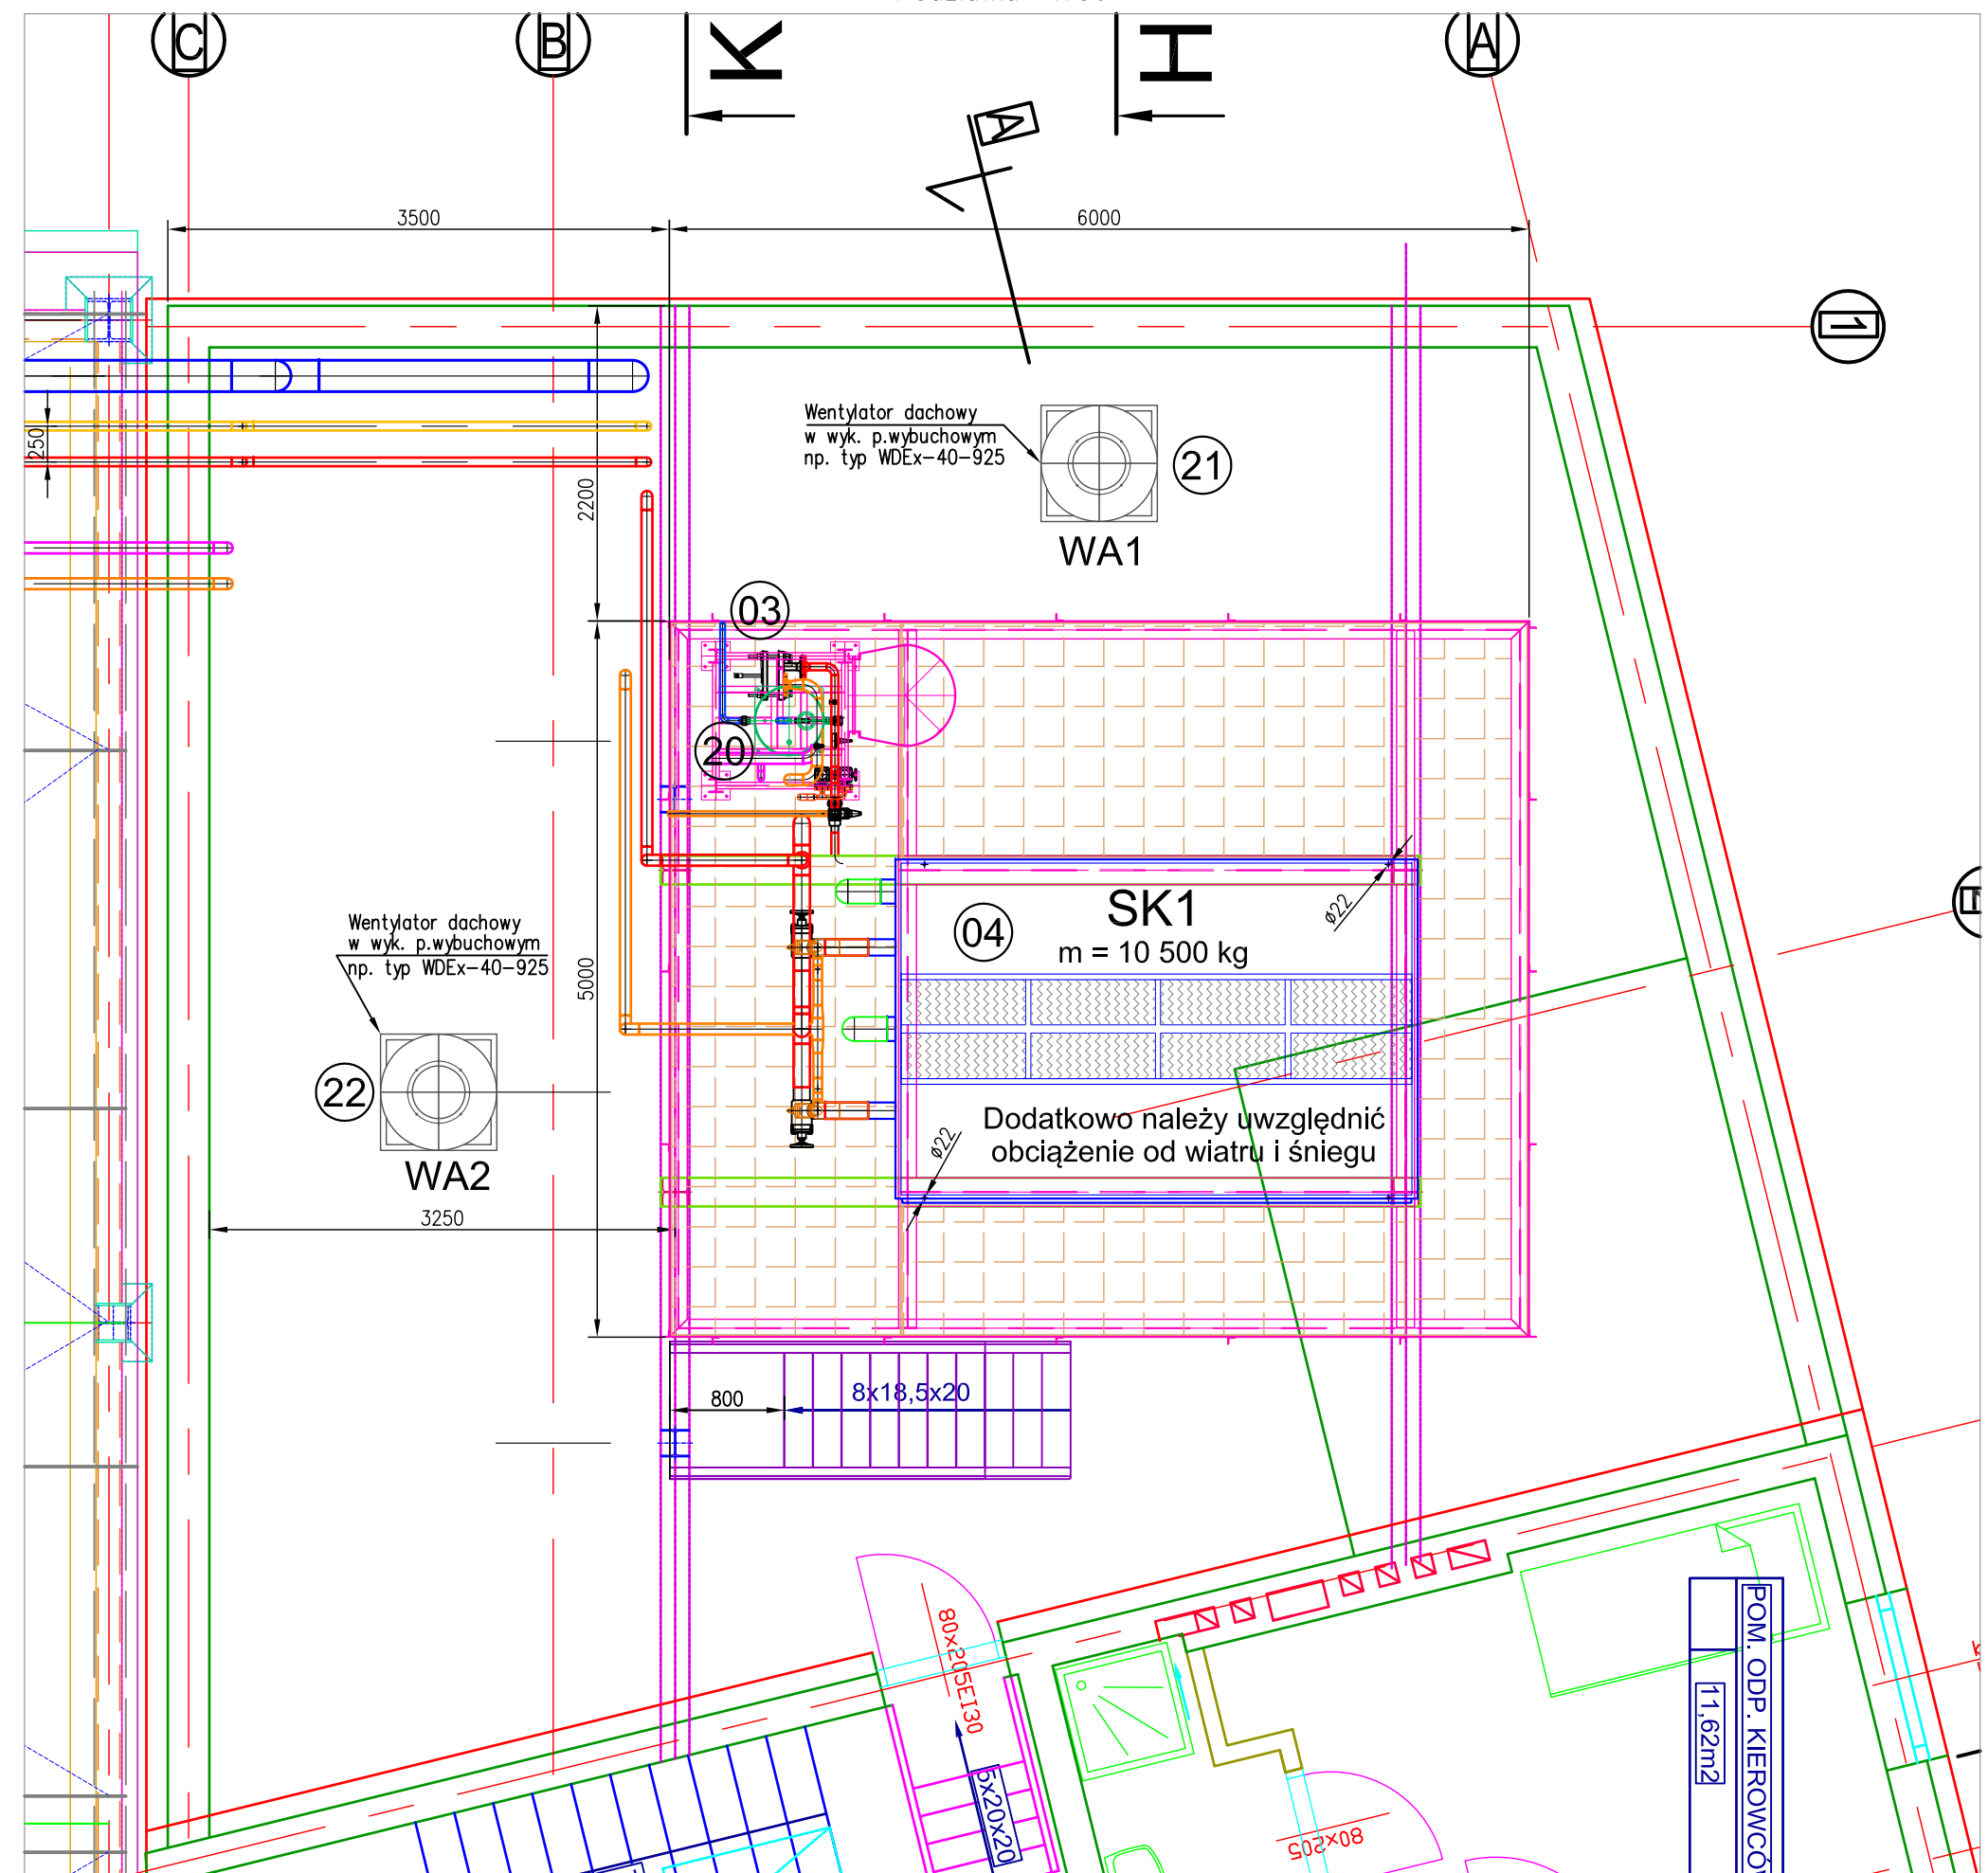 C
B
K
H
A
A
3500
6000
1
Wentylator dachowy
w wyk. p.wybuchowym
np. typ WDEx-40-925
21
WA1
250
2200
03
20
SK1
04
m = 10 500 kg
ø22
Wentylator dachowy
w wyk. p.wybuchowym
np. typ WDEx-40-925
5000
22
WA2
Dodatkowo należy uwzględnić
obciążenie od wiatru i śniegu
ø22
3250
800
8x18,5x20
80x205EI30
5x20x20
80x205
POM. ODP. KIEROWCÓ
11,62m2